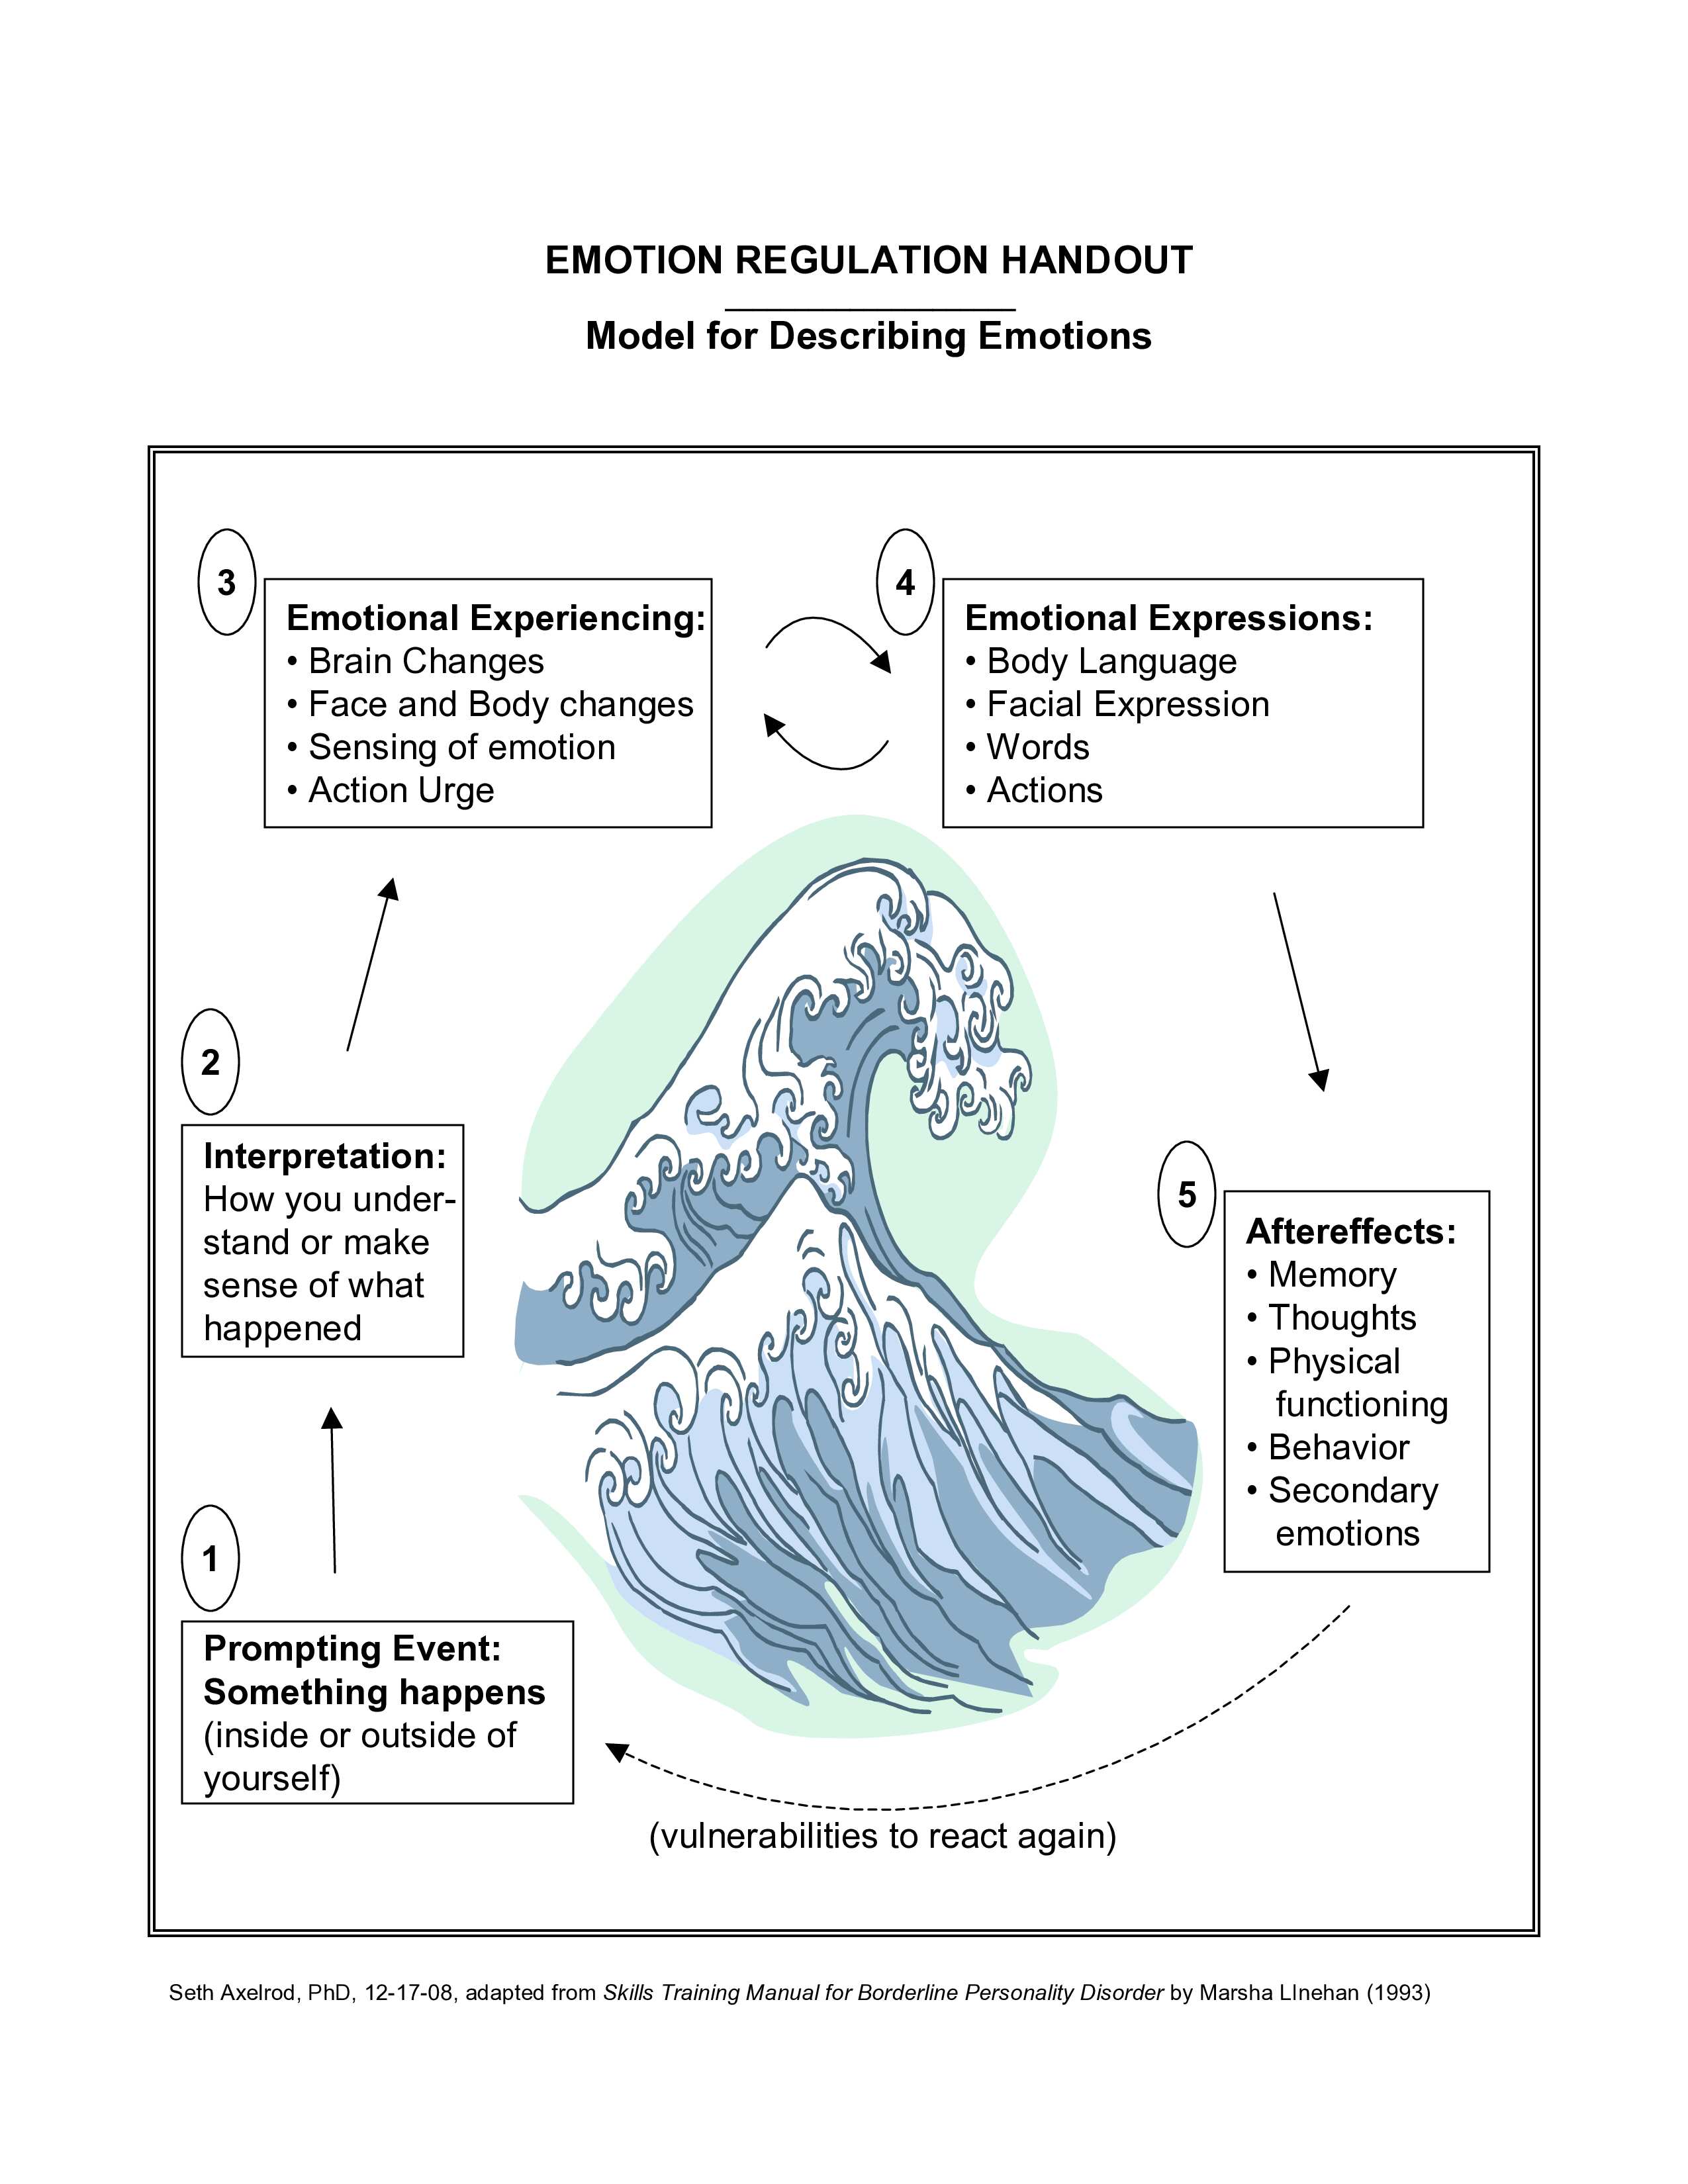 EMOTION REGULATION HANDOUT
Model for Describing Emotions
3
Emotional Experiencing:
• Brain Changes
• Face and Body changes
• Sensing of emotion
• Action Urge
4
Emotional Expressions:
• Body Language
• Facial Expression
• Words
• Actions
2
Interpretation:
How you under-
stand or make
sense of what
happened
5
Aftereffects:
• Memory
• Thoughts
• Physical
functioning
• Behavior
• Secondary
emotions
1
Prompting Event:
Something happens
(inside or outside of
yourself)
(vulnerabilities to react again)
Seth Axelrod, PhD, 12-17-08, adapted from Skills Training Manual for Borderline Personality Disorder by Marsha LInehan (1993)